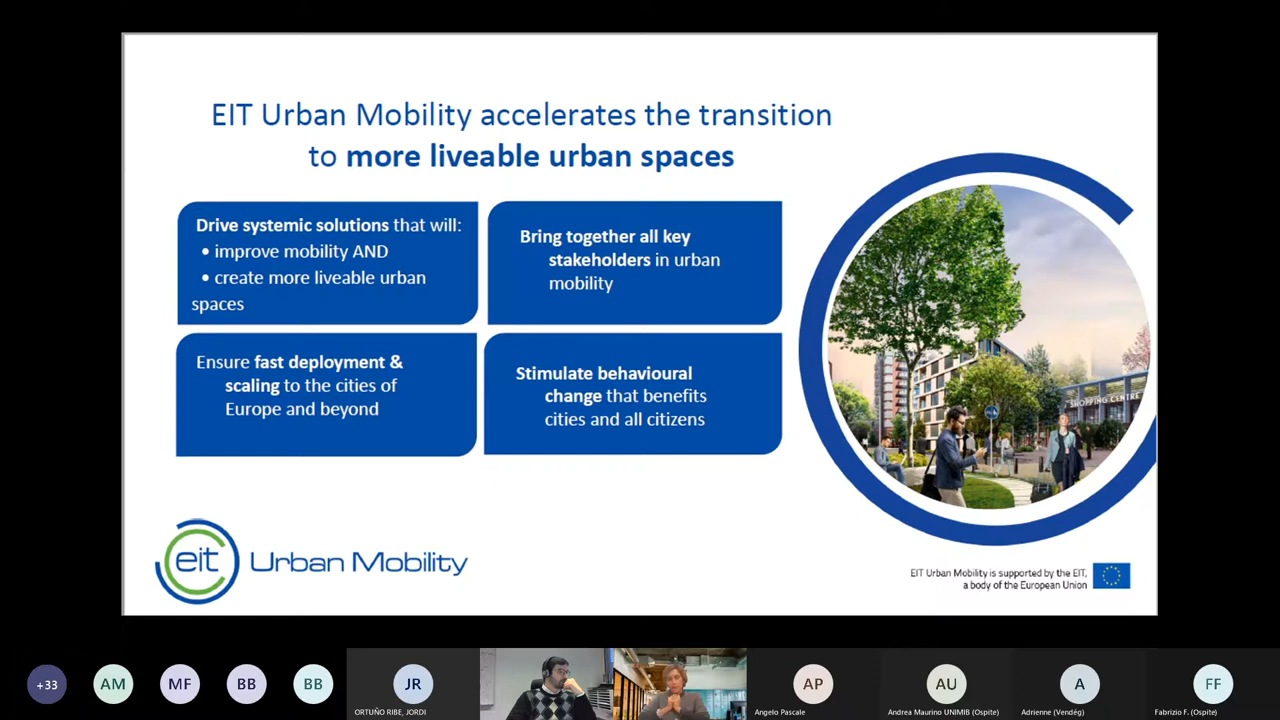 EIT Urban Mobility accelerates the transition
to more liveable urban spaces
Drive systemic solutions that will:
• improve mobility AND
• create more liveable urban
spaces
Bring together all key
stakeholders in urban
mobility
Ensure fast deployment &
scaling to the cities of
Europe and beyond
Stimulate behavioural
change that benefits
cities and all citizens
SHOPPING CENTRE
eit Urban Mobility
EIT Urban Mobility is supported by the EIT,
a body of the European Union
+33
AM
MF
BB
BB
JR
ORTUÑO RIBE, JORDI
AP
Angelo Pascale
AU
Andrea Maurino UNIMIB (Ospite)
A
Adrienne (Vendég)
FF
Fabrizio F. (Ospite)